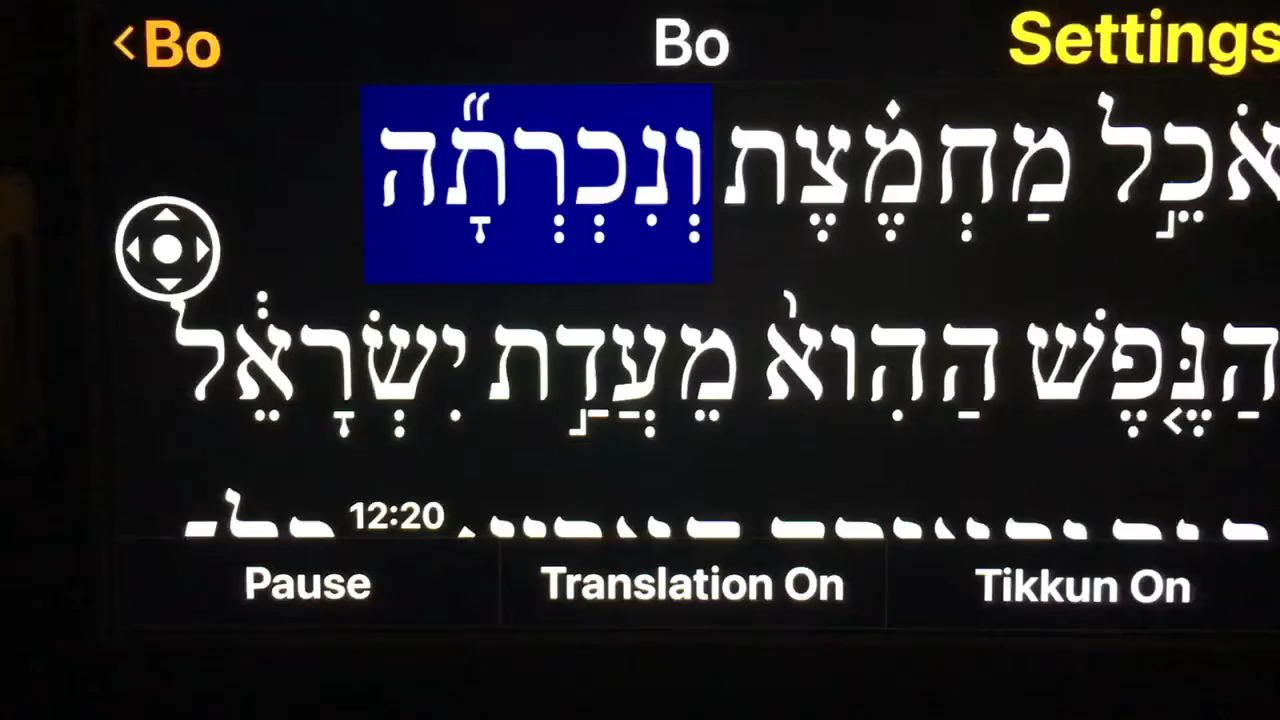 <Bo Bo Settings
אֹכֵ֣ל מַחְמֶ֗צֶת וְנִכְרְתָ֞ה
הַנֶּ֤פֶשׁ הַהִוא֙ מֵעֲדַ֣ת יִשְׂרָאֵ֔ל
12:20
Pause Translation On Tikkun On